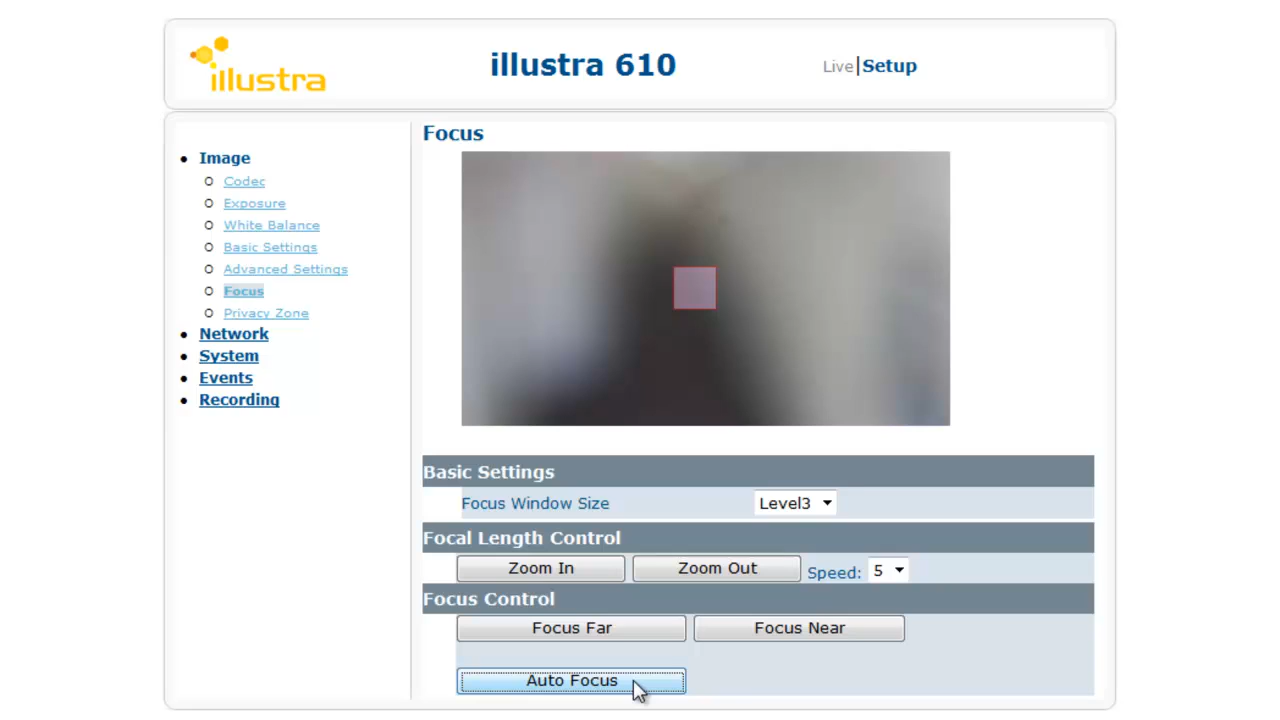 illustra
illustra 610
Live|Setup
Focus
Image
Codec
Exposure
White Balance
Basic Settings
Advanced Settings
Focus
Privacy Zone
Network
System
Events
Recording
Basic Settings
Focus Window Size Level3
Focal Length Control
Zoom In Zoom Out Speed: 5
Focus Control
Focus Far Focus Near
Auto Focus